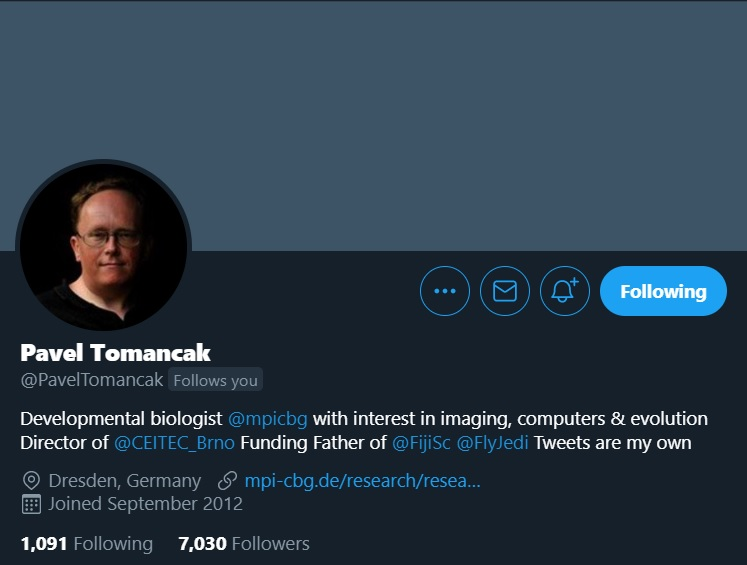 Following
Pavel Tomancak
@PavelTomancak Follows you
Developmental biologist @mpicbg with interest in imaging, computers & evolution
Director of @CEITEC_Brno Funding Father of @FijiSc @FlyJedi Tweets are my own
Dresden, Germany mpi-cbg.de/research/resea...
Joined September 2012
1,091 Following 7,030 Followers